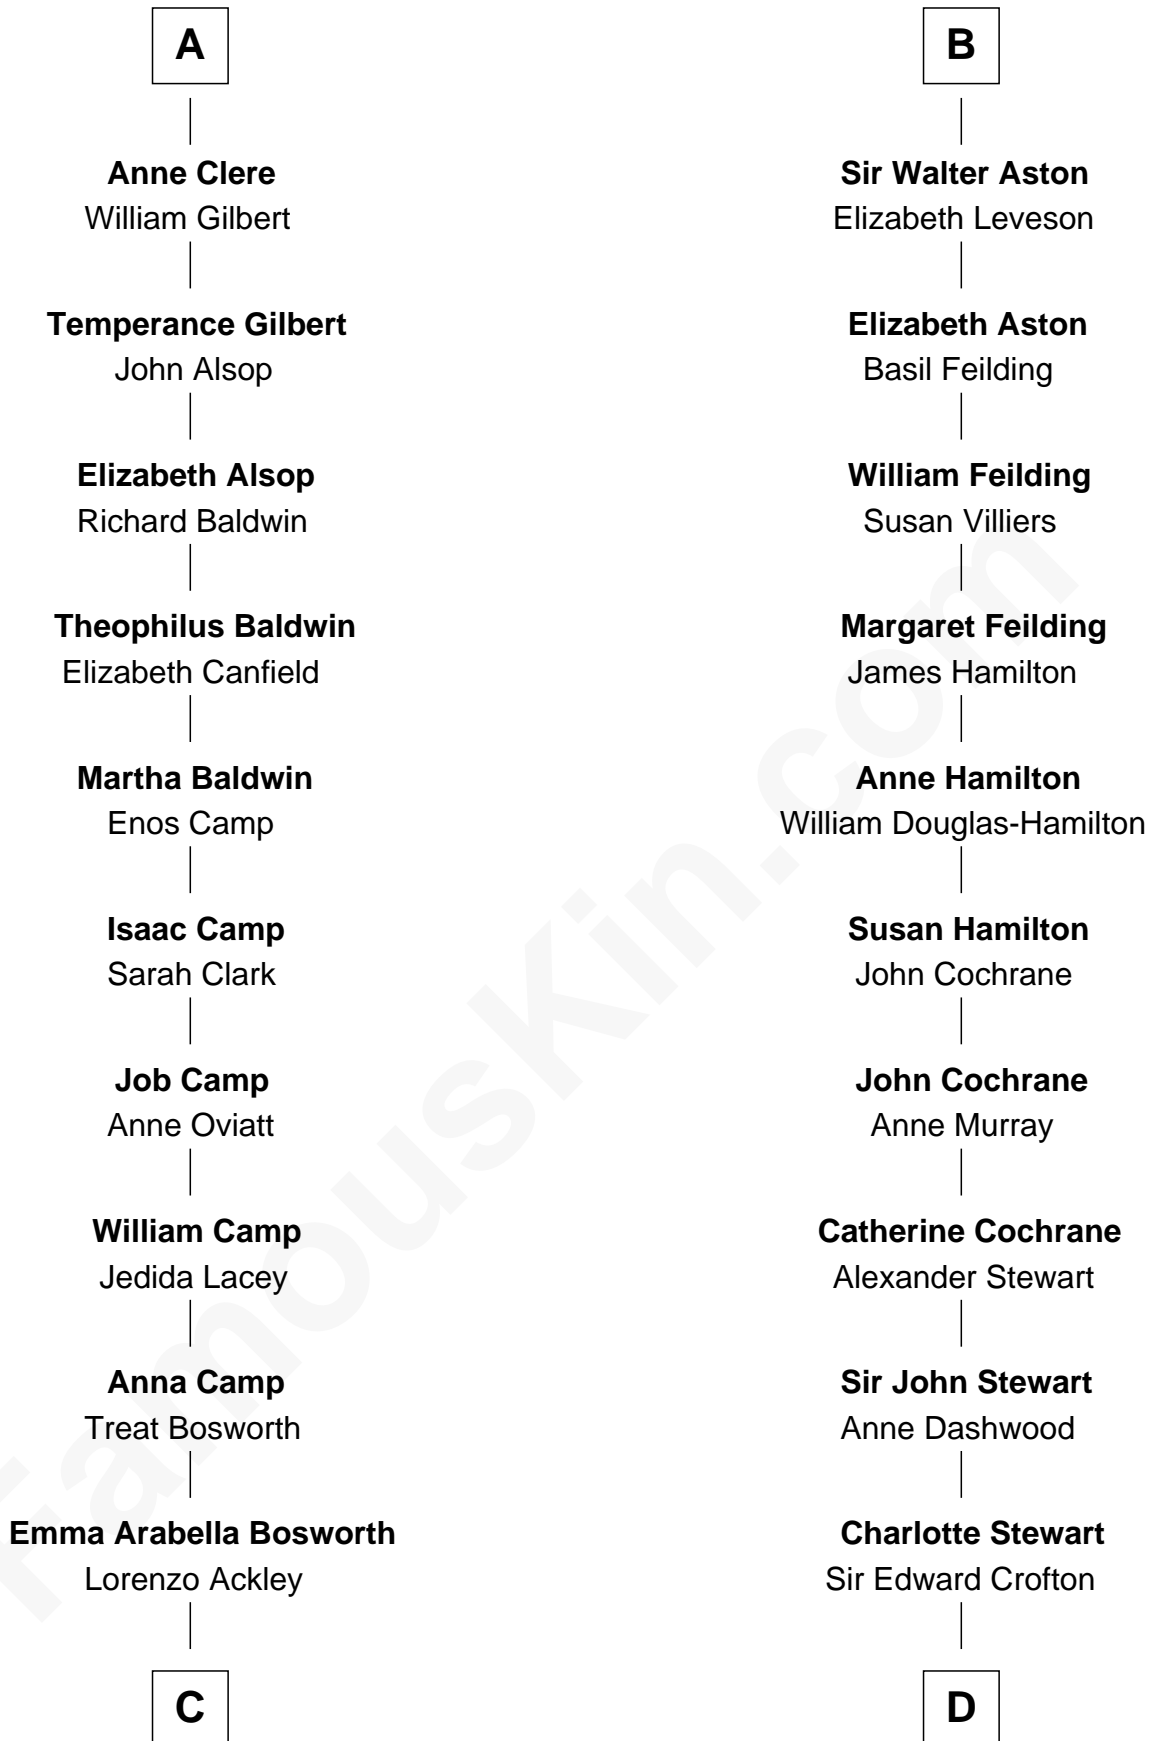 A
Anne Clere
William Gilbert
Temperance Gilbert
John Alsop
Elizabeth Alsop
Richard Baldwin
Theophilus Baldwin
Elizabeth Canfield
Martha Baldwin
Enos Camp
Isaac Camp
Sarah Clark
Job Camp
Anne Oviatt
William Camp
Jedida Lacey
Anna Camp
Treat Bosworth
Emma Arabella Bosworth
Lorenzo Ackley
C
B
Sir Walter Aston
Elizabeth Leveson
Elizabeth Aston
Basil Feilding
William Feilding
Susan Villiers
Margaret Feilding
James Hamilton
Anne Hamilton
William Douglas-Hamilton
Susan Hamilton
John Cochrane
John Cochrane
Anne Murray
Catherine Cochrane
Alexander Stewart
Sir John Stewart
Anne Dashwood
Charlotte Stewart
Sir Edward Crofton
D
FamousKin.com